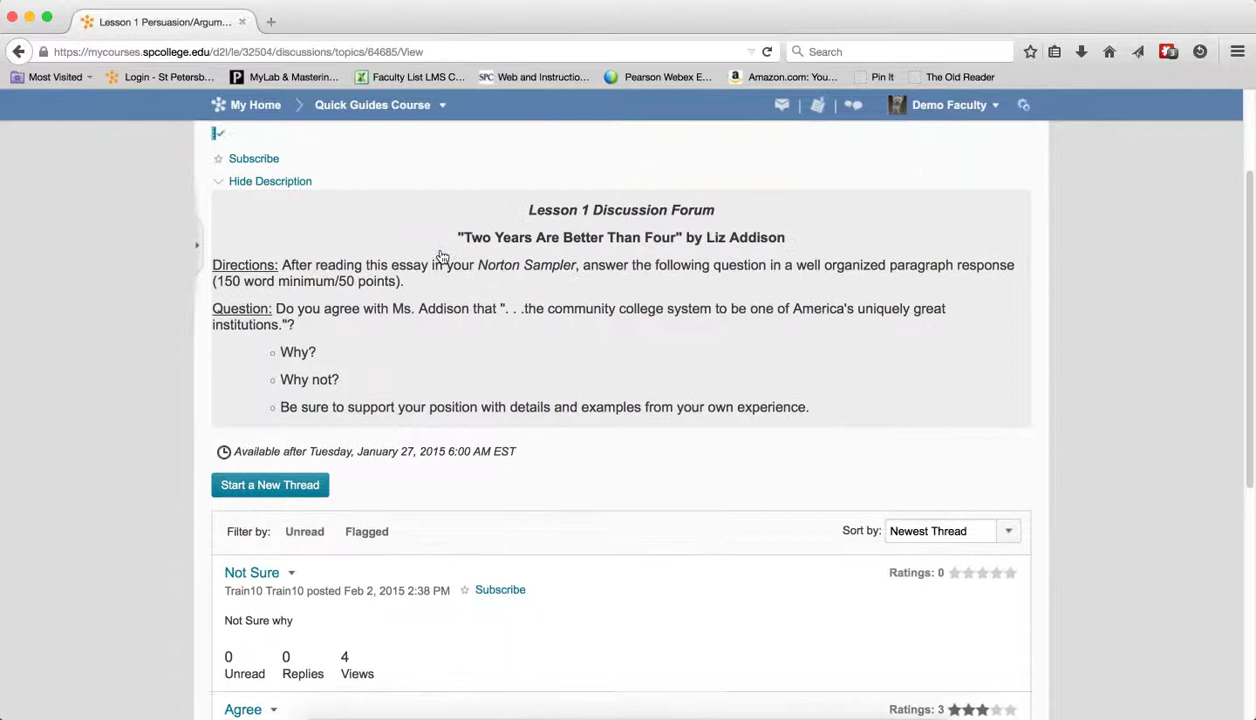 Lesson 1 Persuasion/Argum...
https://mycourses.spcollege.edu/d2l/le/32504/discussions/topics/64685/View
Search
Most Visited
Login - St Petersb...
MyLab & Mastering...
Faculty List LMS C...
SPC Web and Instructio...
Pearson Webex E...
Amazon.com: You...
Pin It
The Old Reader
My Home
Quick Guides Course
Demo Faculty
Subscribe
Hide Description
Lesson 1 Discussion Forum
"Two Years Are Better Than Four" by Liz Addison
Directions: After reading this essay in your Norton Sampler, answer the following question in a well organized paragraph response
(150 word minimum/50 points).
Question: Do you agree with Ms. Addison that ". . .the community college system to be one of America's uniquely great
institutions."?
Why?
Why not?
Be sure to support your position with details and examples from your own experience.
Available after Tuesday, January 27, 2015 6:00 AM EST
Start a New Thread
Filter by: Unread Flagged
Sort by: Newest Thread
Not Sure
Ratings: 0
Train10 Train10 posted Feb 2, 2015 2:38 PM Subscribe
Not Sure why
0 0 4
Unread Replies Views
Agree
Ratings: 3